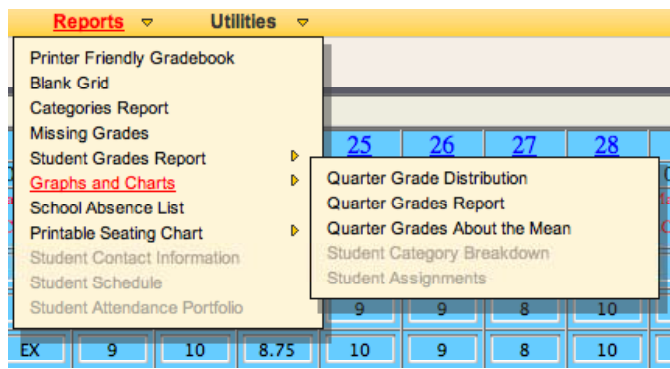 Reports Utilities
Printer Friendly Gradebook
Blank Grid
Categories Report
Missing Grades
Student Grades Report
Graphs and Charts
School Absence List
Printable Seating Chart
Student Contact Information
Student Schedule
Student Attendance Portfolio
25 26 27 28
Quarter Grade Distribution
Quarter Grades Report
Quarter Grades About the Mean
Student Category Breakdown
Student Assignments
9 9 8 10
EX 9 10 8.75 10 9 8 10